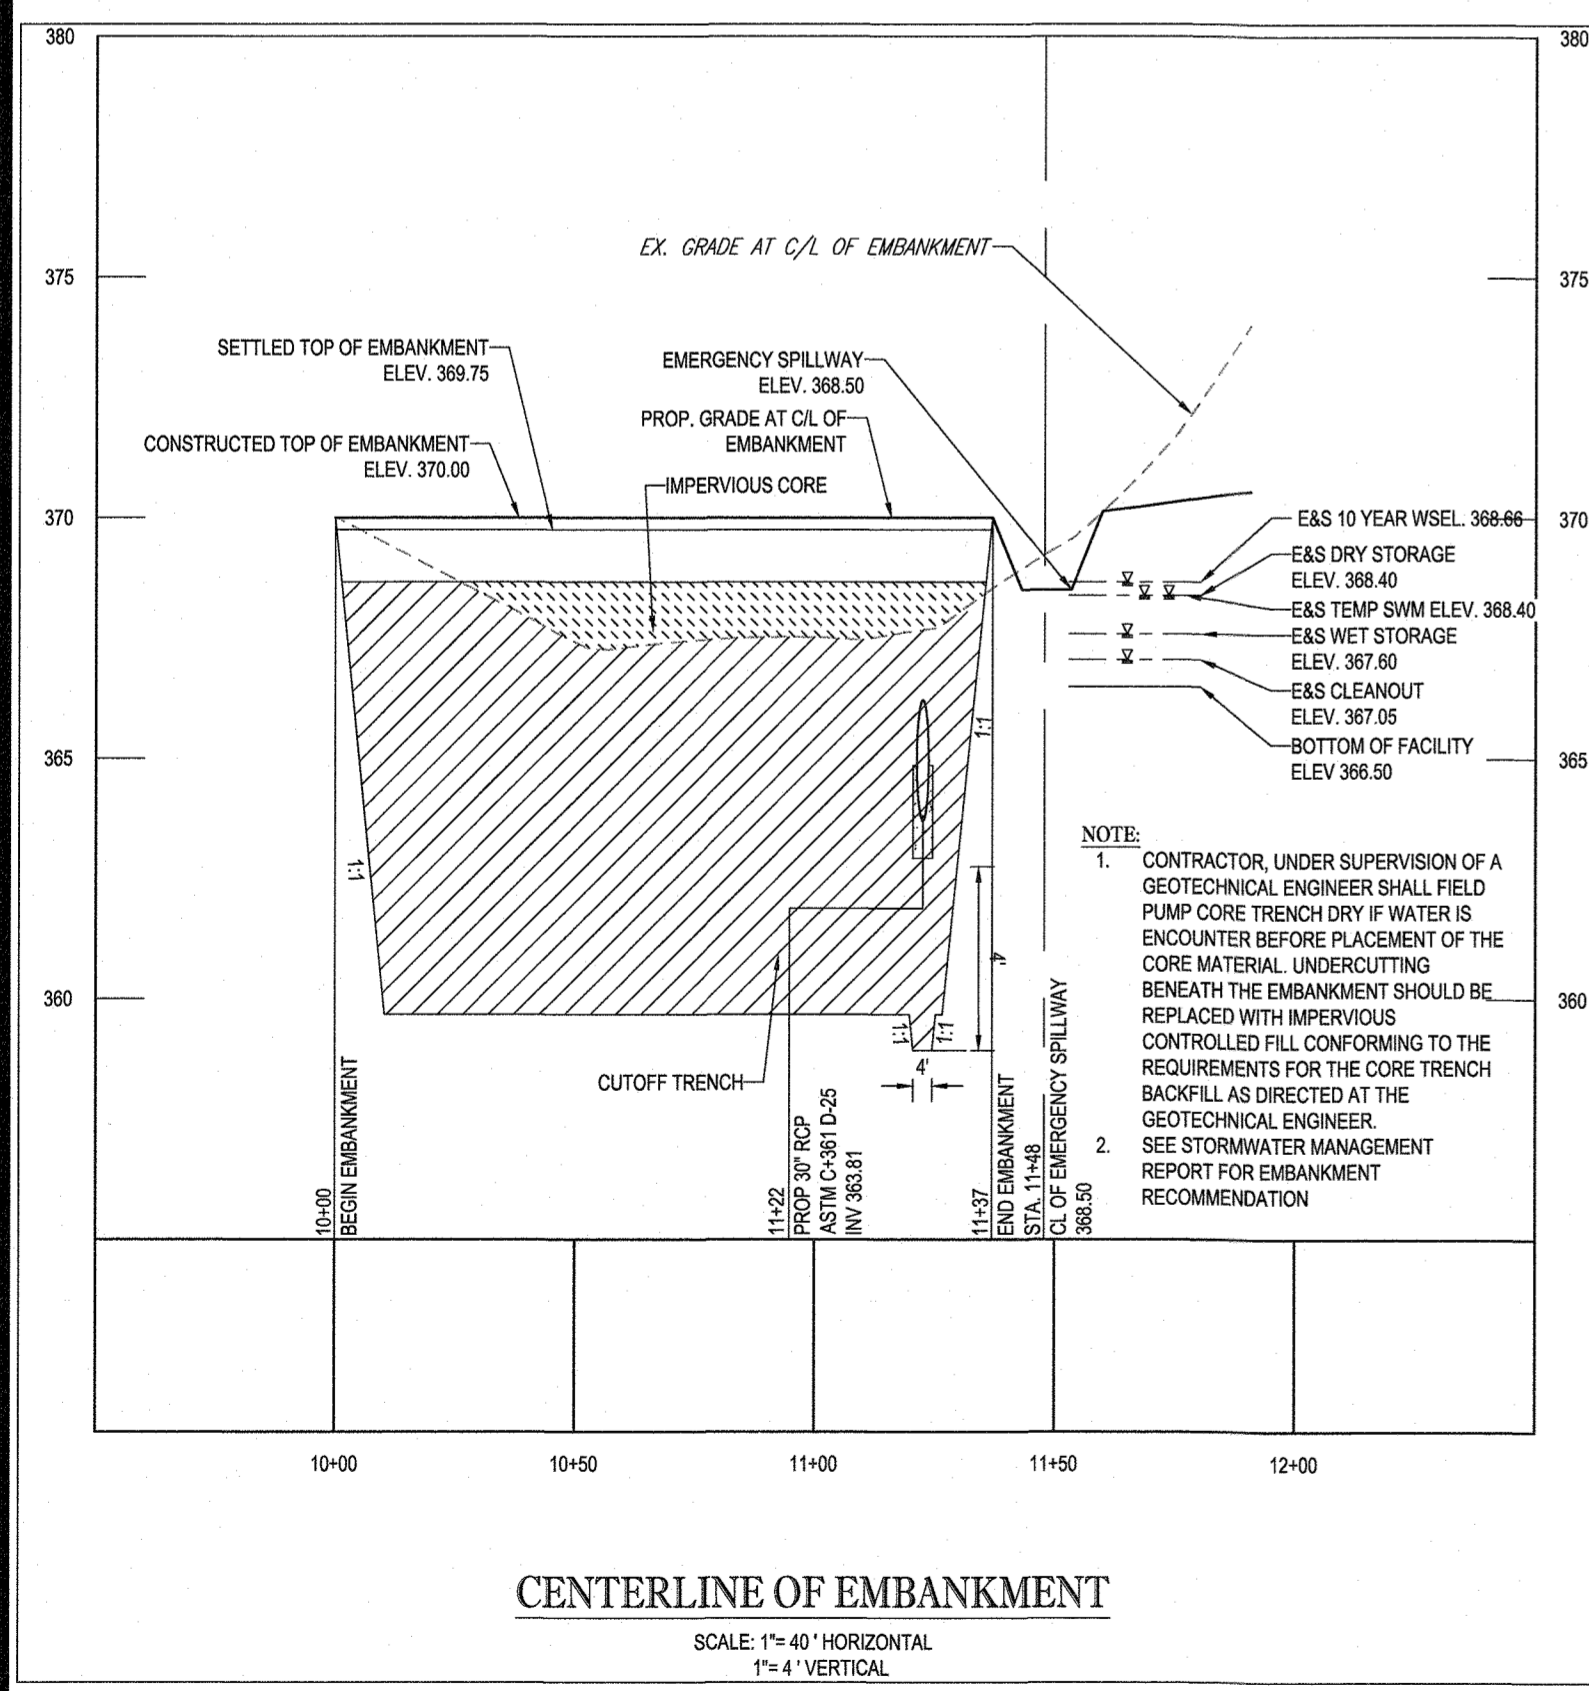 380
380
EX. GRADE AT C/L OF EMBANKMENT
375
375
SETTLED TOP OF EMBANKMENT
ELEV. 369.75
EMERGENCY SPILLWAY
ELEV. 368.50
PROP. GRADE AT C/L OF
EMBANKMENT
CONSTRUCTED TOP OF EMBANKMENT
ELEV. 370.00
IMPERVIOUS CORE
370
370
E&S 10 YEAR WSEL. 368.66
E&S DRY STORAGE
ELEV. 368.40
E&S TEMP SWM ELEV. 368.40
E&S WET STORAGE
ELEV. 367.60
E&S CLEANOUT
ELEV. 367.05
BOTTOM OF FACILITY
ELEV 366.50
365
365
1:1
1:1
NOTE:
1. CONTRACTOR, UNDER SUPERVISION OF A
GEOTECHNICAL ENGINEER SHALL FIELD
PUMP CORE TRENCH DRY IF WATER IS
ENCOUNTER BEFORE PLACEMENT OF THE
CORE MATERIAL. UNDERCUTTING
BENEATH THE EMBANKMENT SHOULD BE
REPLACED WITH IMPERVIOUS
CONTROLLED FILL CONFORMING TO THE
REQUIREMENTS FOR THE CORE TRENCH
BACKFILL AS DIRECTED AT THE
GEOTECHNICAL ENGINEER.
2. SEE STORMWATER MANAGEMENT
REPORT FOR EMBANKMENT
RECOMMENDATION
360
360
4'
1:1
1:1
4'
CUTOFF TRENCH
10+00
BEGIN EMBANKMENT
11+22
PROP 30" RCP
ASTM C+361 D-25
INV 363.81
11+37
END EMBANKMENT
STA. 11+48
CL OF EMERGENCY SPILLWAY
368.50
10+00
10+50
11+00
11+50
12+00
CENTERLINE OF EMBANKMENT
SCALE: 1"= 40 ' HORIZONTAL
1"= 4 ' VERTICAL